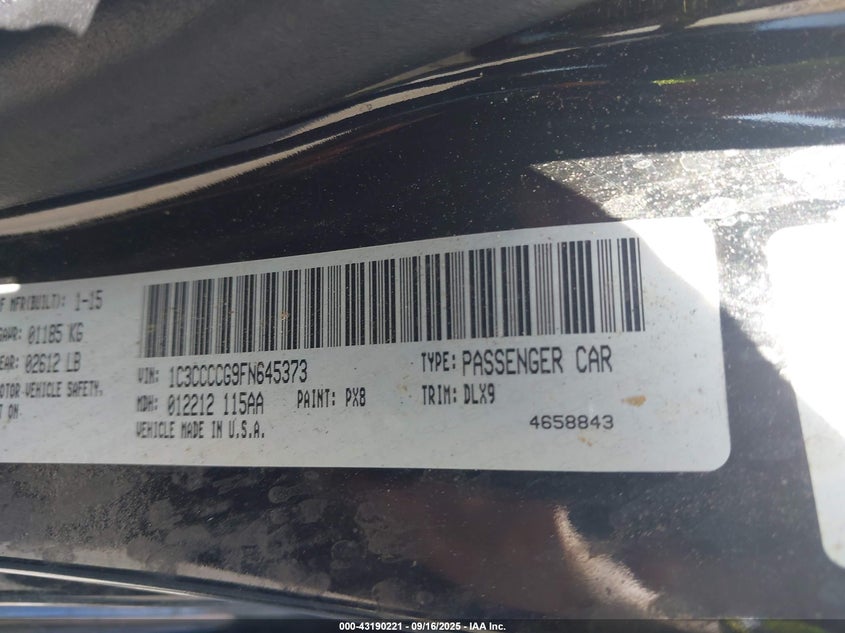 F MFR(BUILT): 1-15
GAWR: 01185 KG
EAR: 02612 LB
OTOR VEHICLE SAFETY,
T ON
VIN: 1C3CCCCG9FN645373 TYPE: PASSENGER CAR
MDH: 012212 115AA PAINT: PX8 TRIM: DLX9
VEHICLE MADE IN U.S.A. 4658843
000-43190221 - 09/16/2025 - IAA Inc.